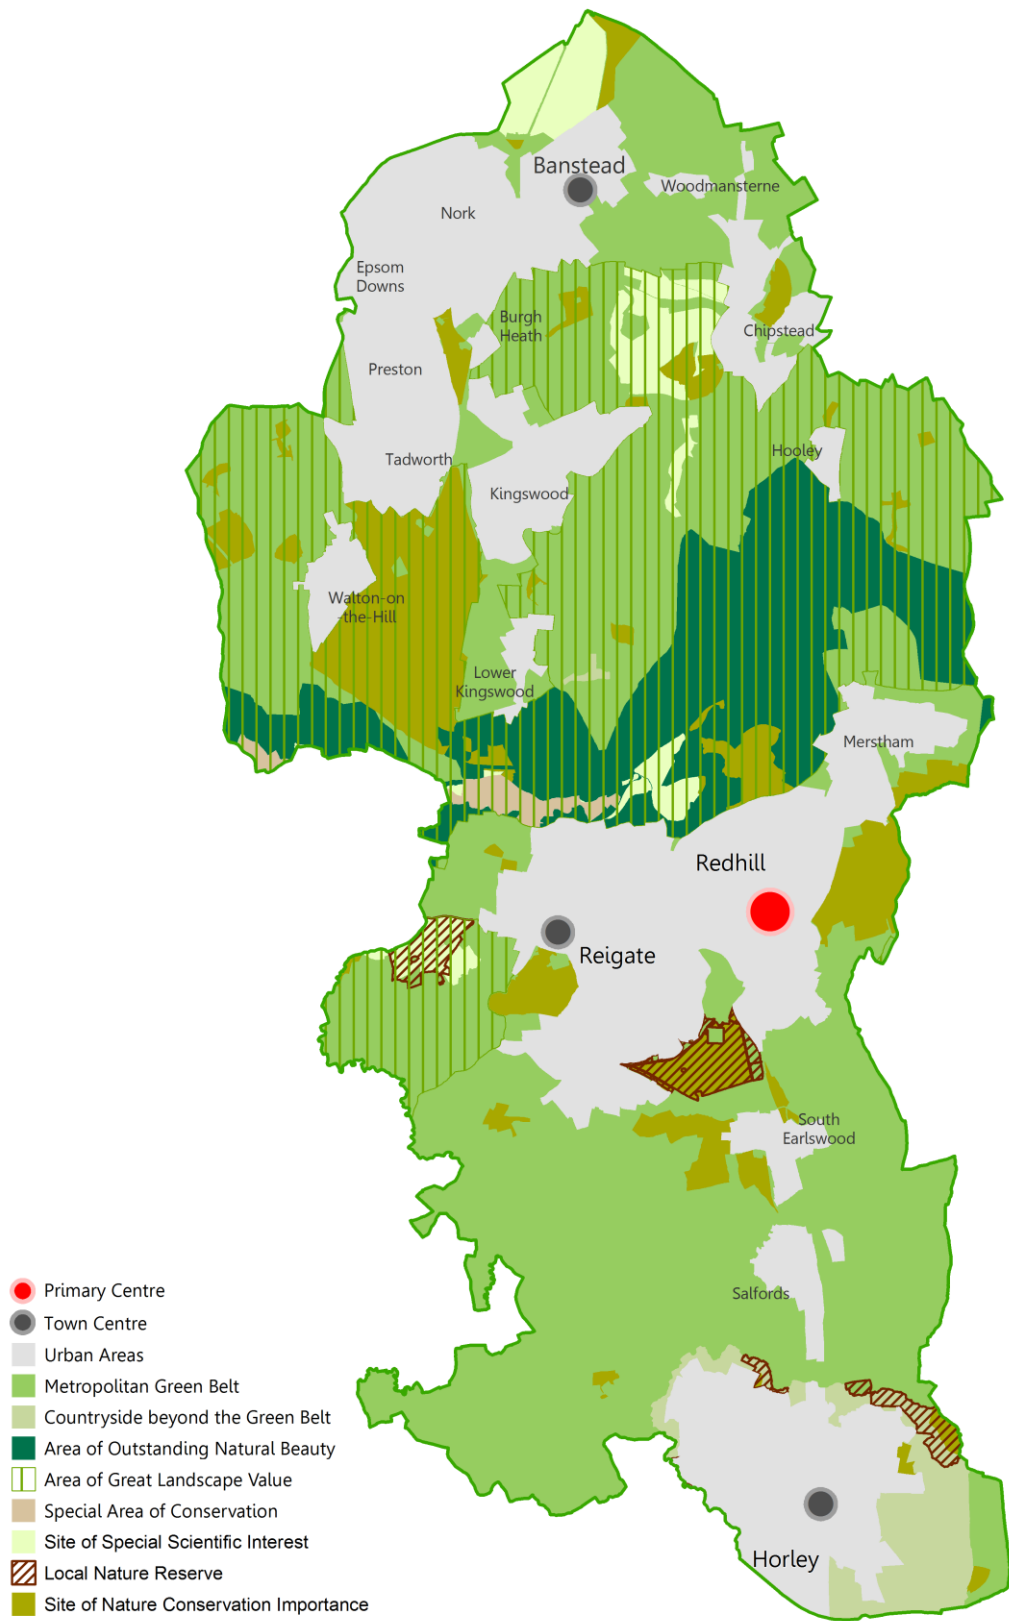 Banstead
Woodmansterne
Nork
Epsom
Downs
Burgh
Heath
Chipstead
Preston
Hooley
Tadworth
Kingswood
Walton-on
-the-Hill
Lower
Kingswood
Merstham
Redhill
Reigate
South
Earlswood
Salfords
Horley
Primary Centre
Town Centre
Urban Areas
Metropolitan Green Belt
Countryside beyond the Green Belt
Area of Outstanding Natural Beauty
Area of Great Landscape Value
Special Area of Conservation
Site of Special Scientific Interest
Local Nature Reserve
Site of Nature Conservation Importance